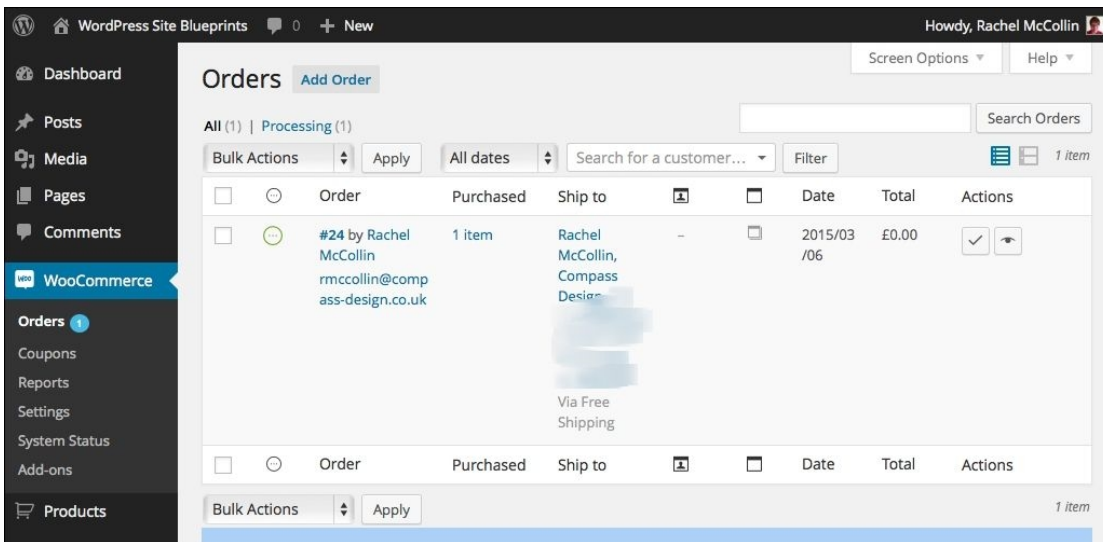 WordPress Site Blueprints 0 + New Howdy, Rachel McCollin
Screen Options Help
Dashboard
Posts
Media
Pages
Comments
WooCommerce
Orders 1
Coupons
Reports
Settings
System Status
Add-ons
Products
Orders Add Order
All (1) | Processing (1) Search Orders
Bulk Actions Apply All dates Search for a customer... Filter 1 item
Order Purchased Ship to Date Total Actions
#24 by Rachel
McCollin
rmccollin@comp
ass-design.co.uk
1 item
Rachel
McCollin,
Compass
Design
Via Free
Shipping
–
2015/03
/06
£0.00
Order Purchased Ship to Date Total Actions
Bulk Actions Apply 1 item